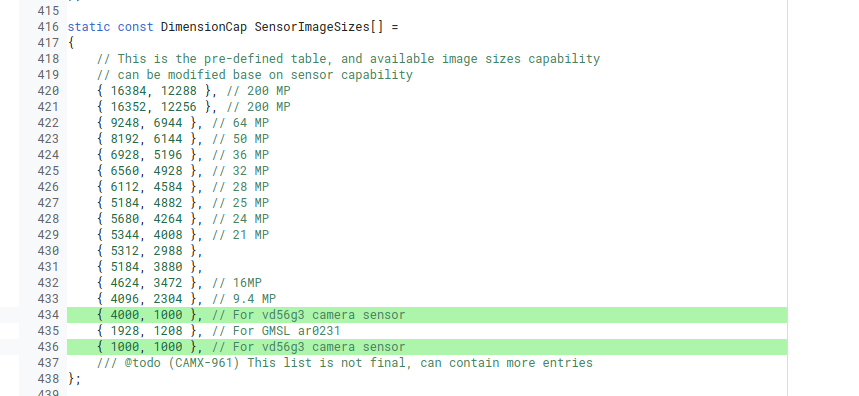 415
416 static const DimensionCap SensorImageSizes[] =
417 {
418 // This is the pre-defined table, and available image sizes capability
419 // can be modified base on sensor capability
420 { 16384, 12288 }, // 200 MP
421 { 16352, 12256 }, // 200 MP
422 { 9248, 6944 }, // 64 MP
423 { 8192, 6144 }, // 50 MP
424 { 6928, 5196 }, // 36 MP
425 { 6560, 4928 }, // 32 MP
426 { 6112, 4584 }, // 28 MP
427 { 5184, 4882 }, // 25 MP
428 { 5680, 4264 }, // 24 MP
429 { 5344, 4008 }, // 21 MP
430 { 5312, 2988 },
431 { 5184, 3880 },
432 { 4624, 3472 }, // 16MP
433 { 4096, 2304 }, // 9.4 MP
434 { 4000, 1000 }, // For vd56g3 camera sensor
435 { 1928, 1208 }, // For GMSL ar0231
436 { 1000, 1000 }, // For vd56g3 camera sensor
437 /// @todo (CAMX-961) This list is not final, can contain more entries
438 };
439